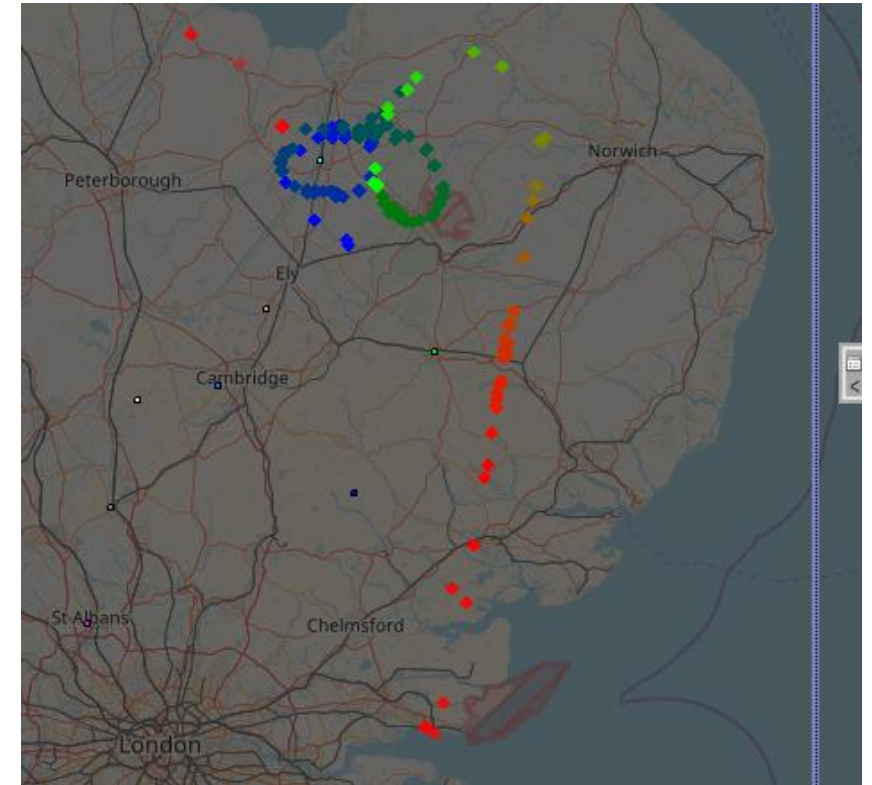 Norwich
Peterborough
Ely
Cambridge
St Albans
Chelmsford
London
<